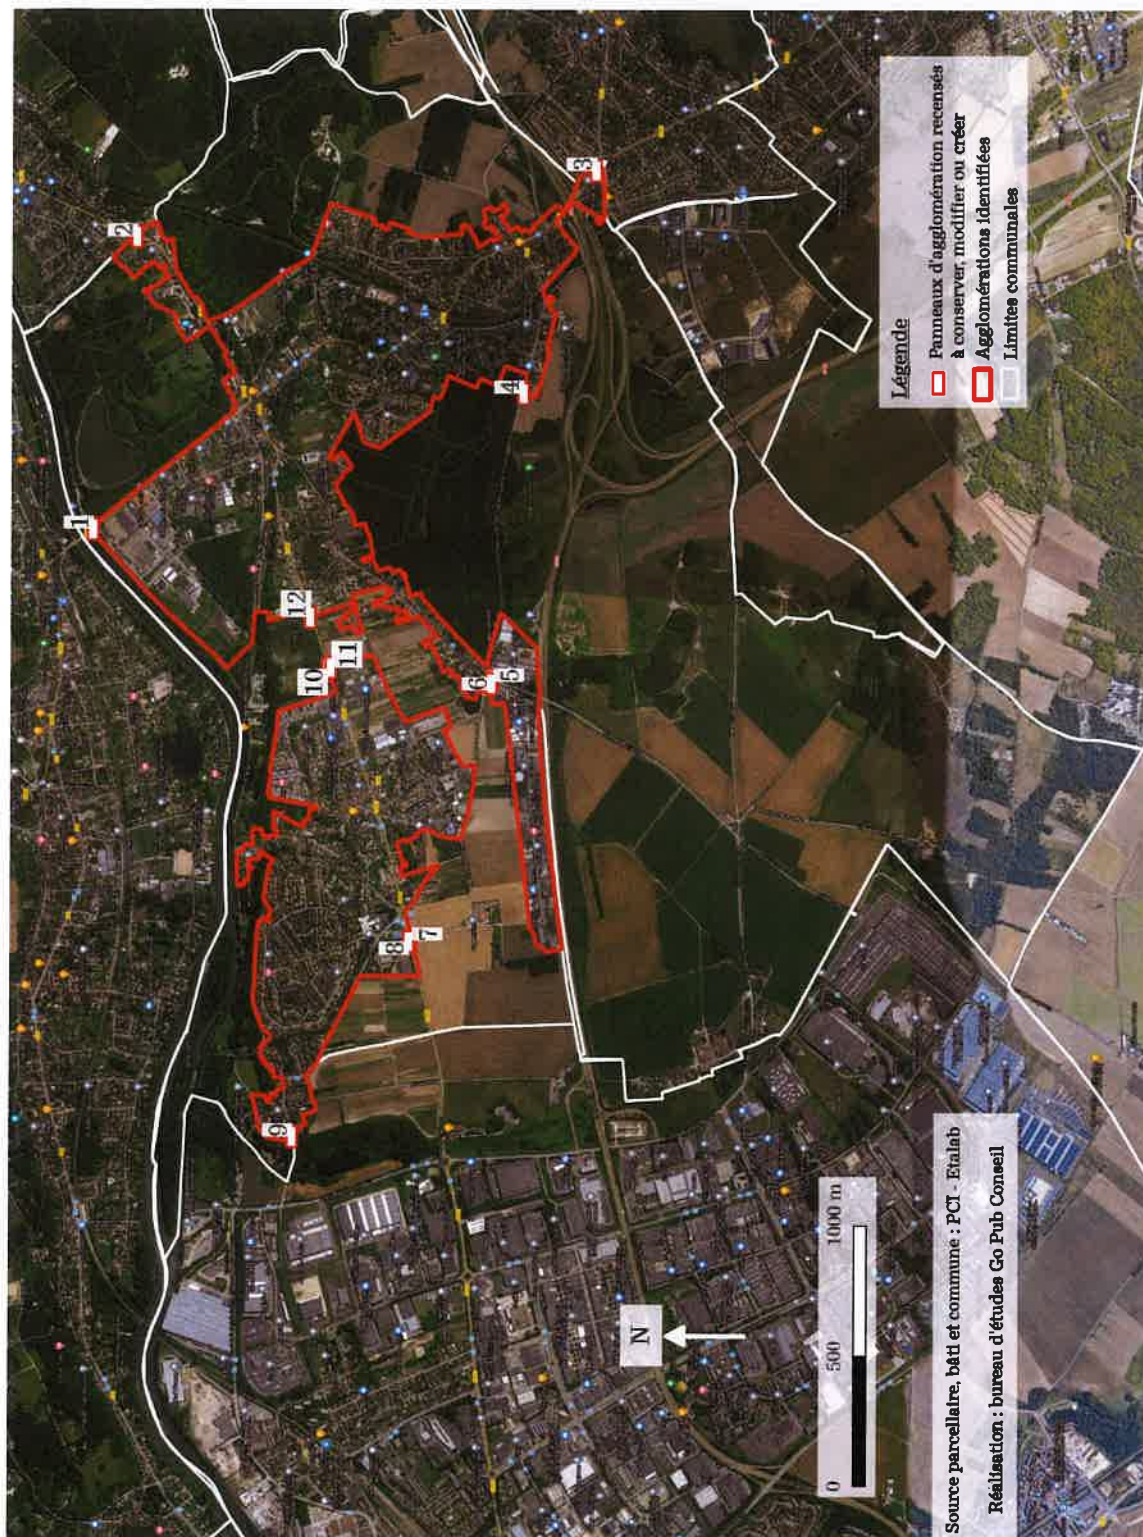 1
2
3
4
5
6
7
8
9
10
11
12
Légende
Panneaux d'agglomération recensés
à conserver, modifier ou créer
Agglomérations identifiées
Limites communales
N
0 500 1000 m
Source parcellaire, bâti et commune : PCI - Etalab
Réalisation : bureau d'études Go Pub Conseil